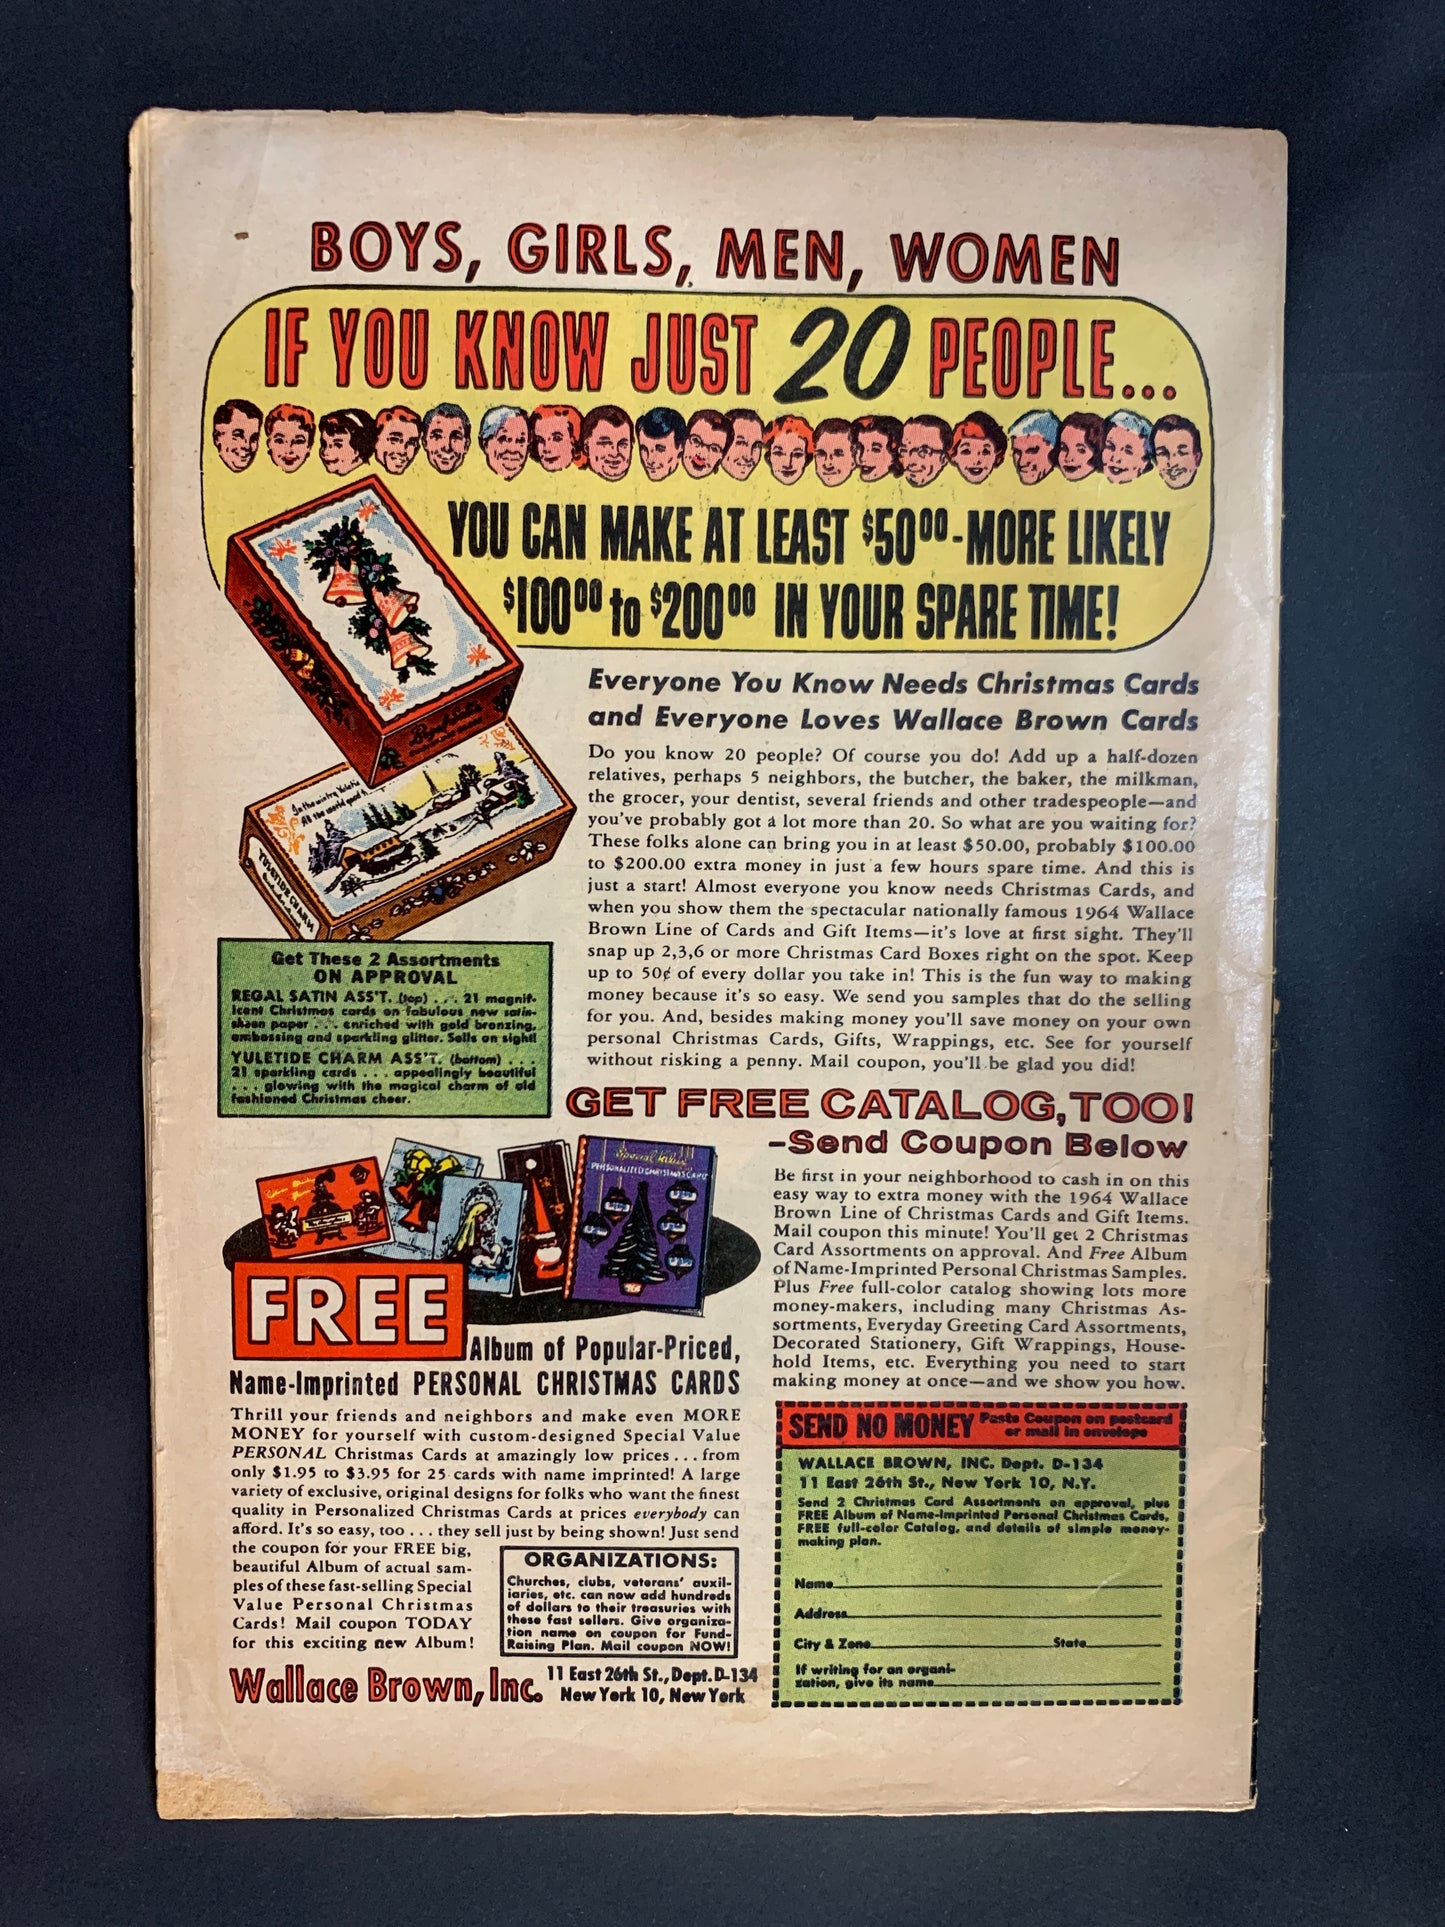 BOYS, GIRLS, MEN, WOMEN
IF YOU KNOW JUST 20 PEOPLE...
YOU CAN MAKE AT LEAST $50⁰⁰-MORE LIKELY
$100⁰⁰ to $200⁰⁰ IN YOUR SPARE TIME!
In the wintry Yuletide
All the world
YULETIDE CHARM
Everyone You Know Needs Christmas Cards
and Everyone Loves Wallace Brown Cards
Do you know 20 people? Of course you do! Add up a half-dozen
relatives, perhaps 5 neighbors, the butcher, the baker, the milkman,
the grocer, your dentist, several friends and other tradespeople—and
you've probably got a lot more than 20. So what are you waiting for?
These folks alone can bring you in at least $50.00, probably $100.00
to $200.00 extra money in just a few hours spare time. And this is
just a start! Almost everyone you know needs Christmas Cards, and
when you show them the spectacular nationally famous 1964 Wallace
Brown Line of Cards and Gift Items—it's love at first sight. They'll
snap up 2,3,6 or more Christmas Card Boxes right on the spot. Keep
up to 50¢ of every dollar you take in! This is the fun way to making
money because it's so easy. We send you samples that do the selling
for you. And, besides making money you'll save money on your own
personal Christmas Cards, Gifts, Wrappings, etc. See for yourself
without risking a penny. Mail coupon, you'll be glad you did!
Get These 2 Assortments
ON APPROVAL
REGAL SATIN ASS'T. (top) . . . 21 magnif-
icent Christmas cards on fabulous new satin-
sheen paper . . . enriched with gold bronzing,
embossing and sparkling glitter. Sells on sight!
YULETIDE CHARM ASS'T. (bottom) . . .
21 sparkling cards . . . appealingly beautiful
. . . glowing with the magical charm of old
fashioned Christmas cheer.
GET FREE CATALOG,TOO!
-Send Coupon Below
Be first in your neighborhood to cash in on this
easy way to extra money with the 1964 Wallace
Brown Line of Christmas Cards and Gift Items.
Mail coupon this minute! You'll get 2 Christmas
Card Assortments on approval. And Free Album
of Name-Imprinted Personal Christmas Samples.
Plus Free full-color catalog showing lots more
money-makers, including many Christmas As-
sortments, Everyday Greeting Card Assortments,
Decorated Stationery, Gift Wrappings, House-
hold Items, etc. Everything you need to start
making money at once—and we show you how.
Special Value
PERSONALIZED CHRISTMAS CARD
FREE
Album of Popular-Priced,
Name-Imprinted PERSONAL CHRISTMAS CARDS
Thrill your friends and neighbors and make even MORE
MONEY for yourself with custom-designed Special Value
PERSONAL Christmas Cards at amazingly low prices . . . from
only $1.95 to $3.95 for 25 cards with name imprinted! A large
variety of exclusive, original designs for folks who want the finest
quality in Personalized Christmas Cards at prices everybody can
afford. It's so easy, too . . . they sell just by being shown! Just send
the coupon for your FREE big,
beautiful Album of actual sam-
ples of these fast-selling Special
Value Personal Christmas
Cards! Mail coupon TODAY
for this exciting new Album!
ORGANIZATIONS:
Churches, clubs, veterans' auxil-
iaries, etc. can now add hundreds
of dollars to their treasuries with
these fast sellers. Give organiza-
tion name on coupon for Fund-
Raising Plan. Mail coupon NOW!
Wallace Brown, Inc. 11 East 26th St., Dept. D-134
New York 10, New York
SEND NO MONEY Paste Coupon on postcard
or mail in envelope
WALLACE BROWN, INC. Dept. D-134
11 East 26th St., New York 10, N.Y.
Send 2 Christmas Card Assortments on approval, plus
FREE Album of Name-Imprinted Personal Christmas Cards,
FREE full-color Catalog, and details of simple money-
making plan.
Name
Address
City & Zone State
If writing for an organi-
zation, give its name